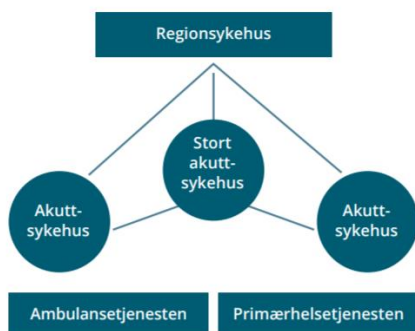 Regionsykehus
Stort
akutt-
sykehus
Akutt-
sykehus
Akutt-
sykehus
Ambulansetjenesten
Primærhelsetjenesten